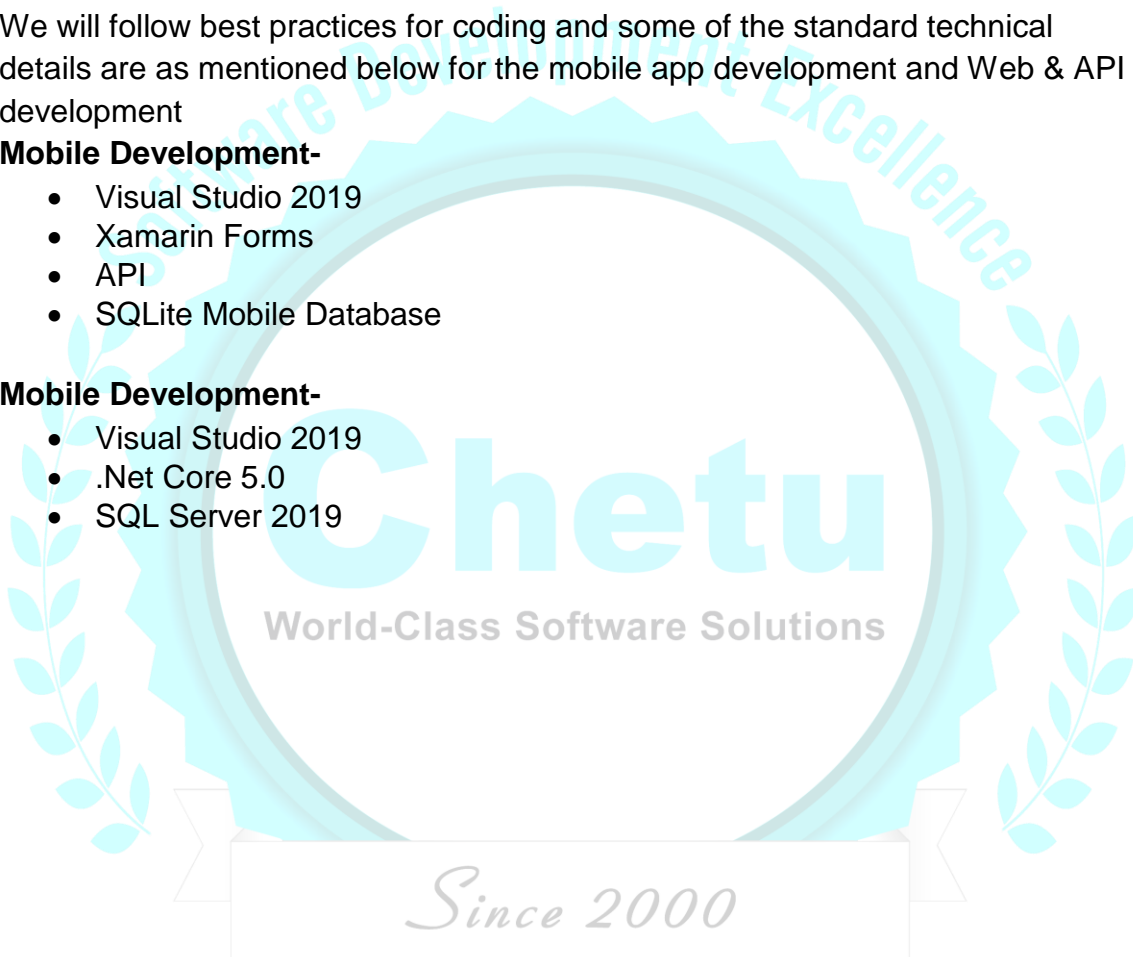 We will follow best practices for coding and some of the standard technical
details are as mentioned below for the mobile app development and Web & API
development
Mobile Development-
• Visual Studio 2019
• Xamarin Forms
• API
• SQLite Mobile Database
Mobile Development-
• Visual Studio 2019
• .Net Core 5.0
• SQL Server 2019
Software Development Excellence
Chetu
World-Class Software Solutions
Since 2000